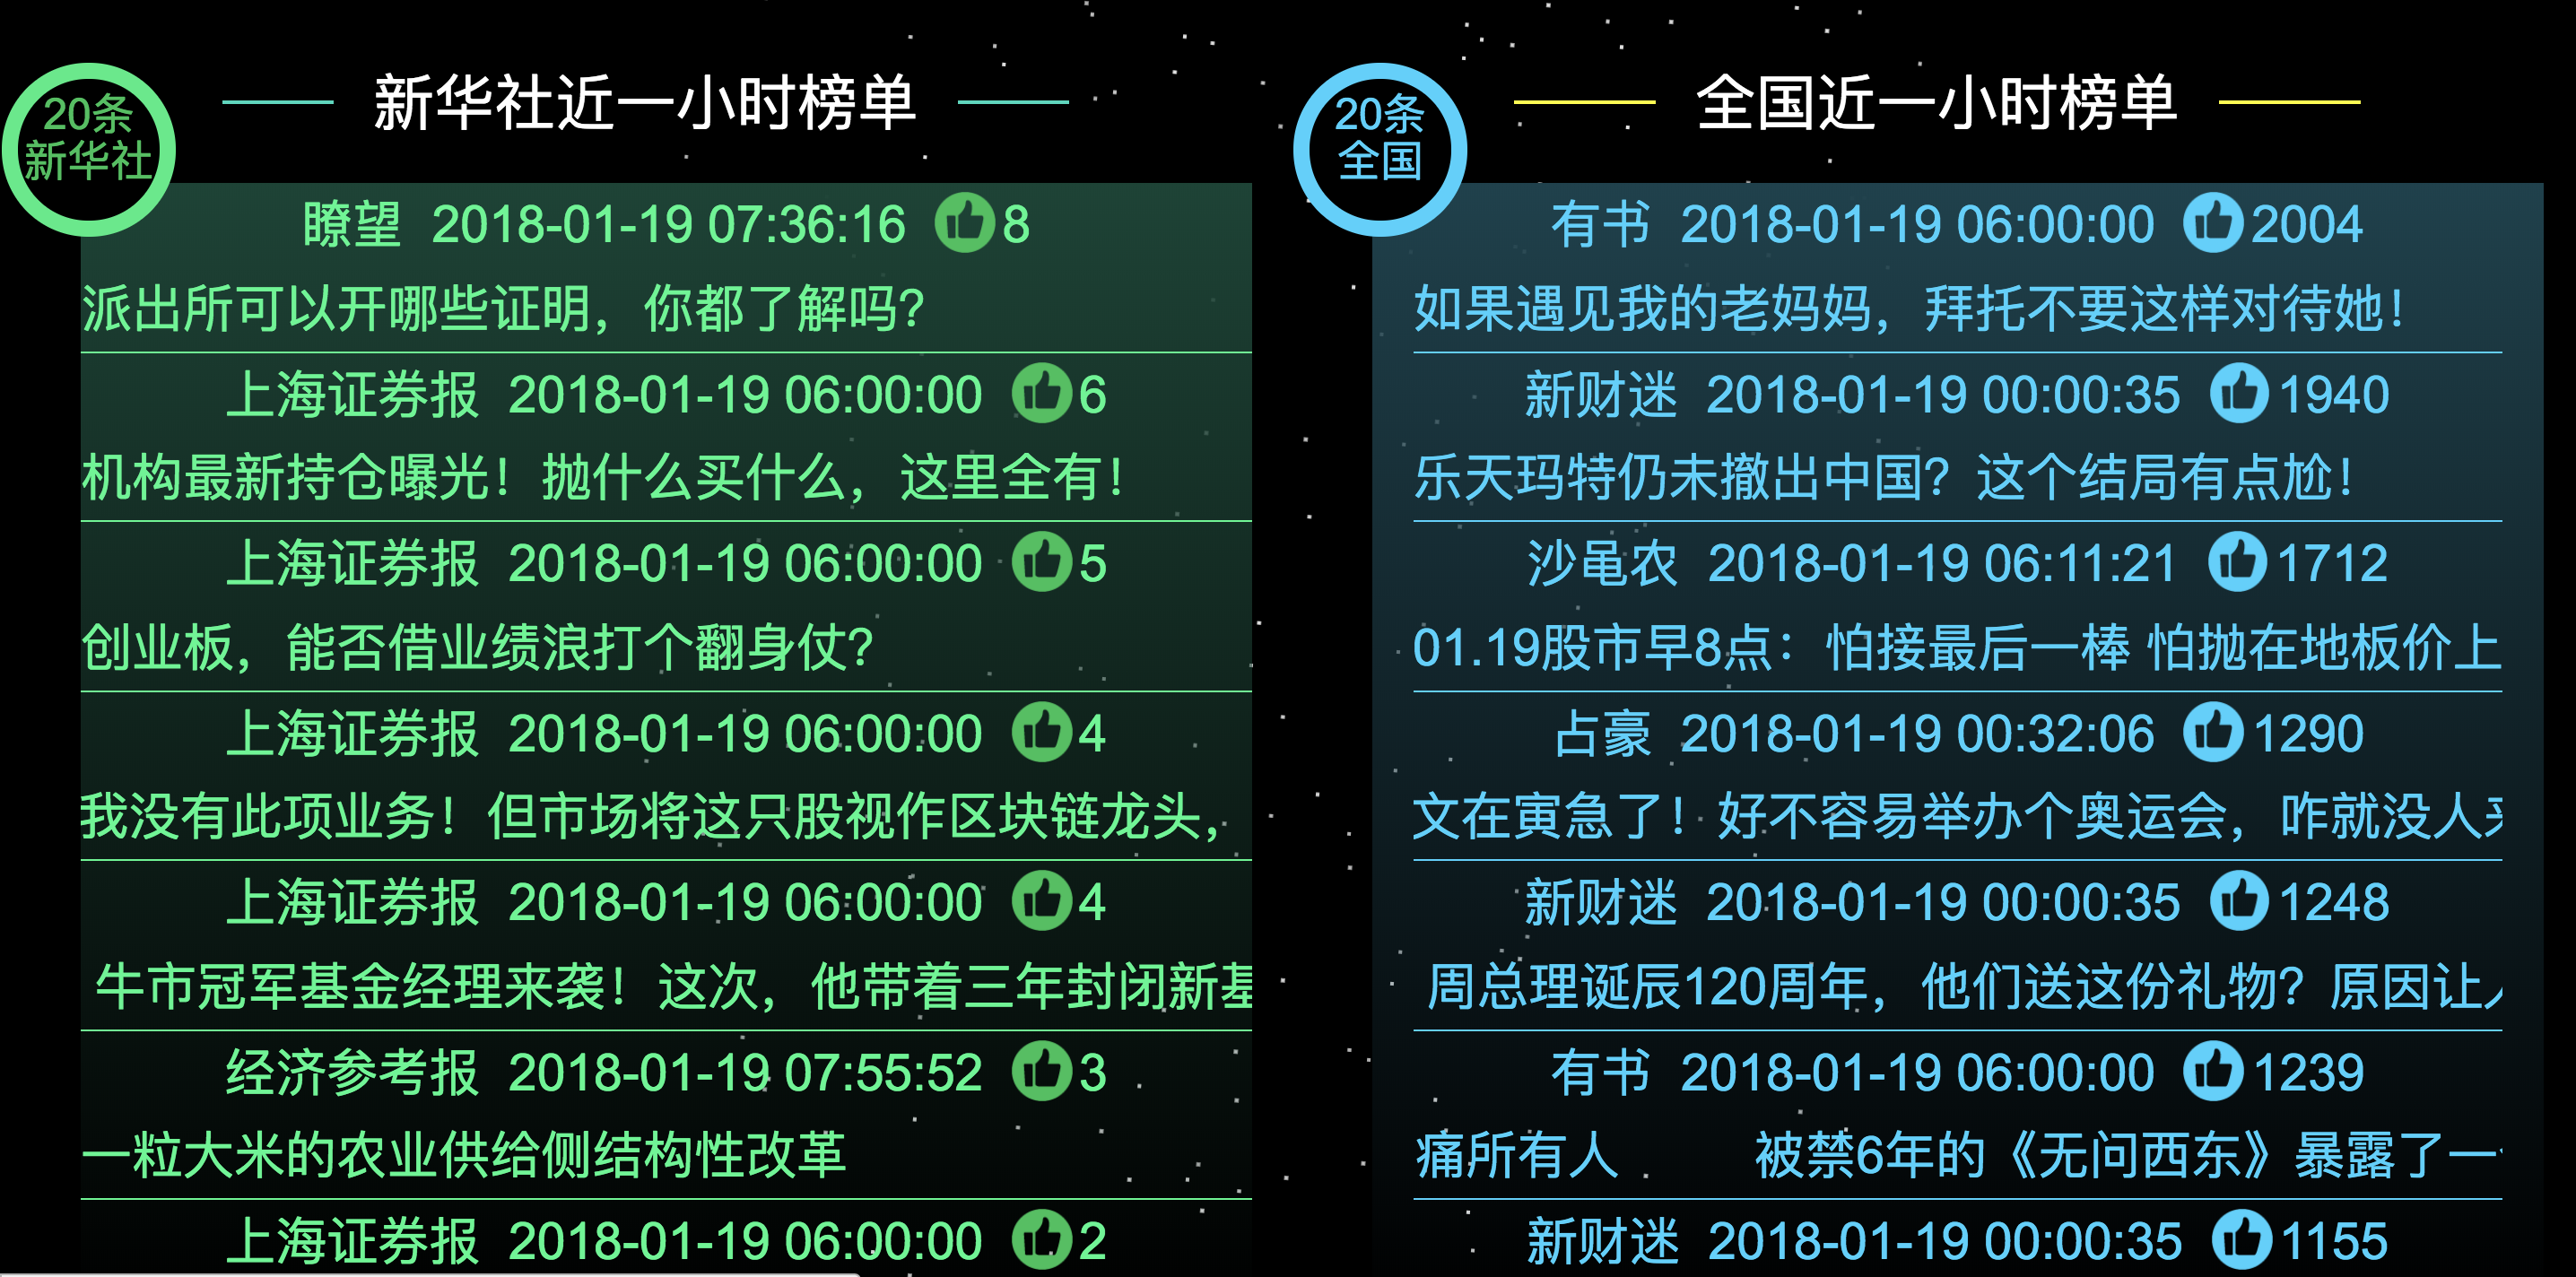 20条
新华社
新华社近一小时榜单
瞭望 2018-01-19 07:36:16 8
派出所可以开哪些证明，你都了解吗？
上海证券报 2018-01-19 06:00:00 6
机构最新持仓曝光！抛什么买什么，这里全有！
上海证券报 2018-01-19 06:00:00 5
创业板，能否借业绩浪打个翻身仗？
上海证券报 2018-01-19 06:00:00 4
我没有此项业务！但市场将这只股视作区块链龙头，
上海证券报 2018-01-19 06:00:00 4
牛市冠军基金经理来袭！这次，他带着三年封闭新基
经济参考报 2018-01-19 07:55:52 3
一粒大米的农业供给侧结构性改革
上海证券报 2018-01-19 06:00:00 2
20条
全国
全国近一小时榜单
有书 2018-01-19 06:00:00 2004
如果遇见我的老妈妈，拜托不要这样对待她！
新财迷 2018-01-19 00:00:35 1940
乐天玛特仍未撤出中国？这个结局有点尬！
沙黾农 2018-01-19 06:11:21 1712
01.19股市早8点：怕接最后一棒 怕抛在地板价上
占豪 2018-01-19 00:32:06 1290
文在寅急了！好不容易举办个奥运会，咋就没人
新财迷 2018-01-19 00:00:35 1248
周总理诞辰120周年，他们送这份礼物？原因让
有书 2018-01-19 06:00:00 1239
痛所有人 被禁6年的《无问西东》暴露了一
新财迷 2018-01-19 00:00:35 1155